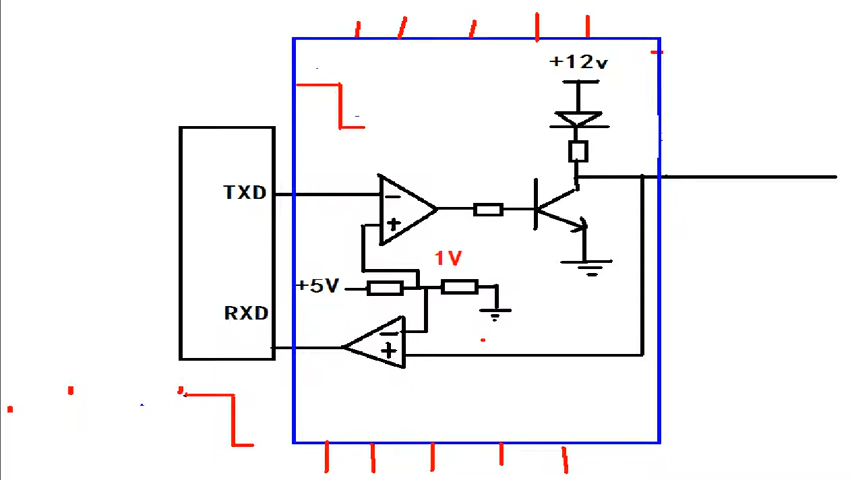 +12v
TXD
−
+
1V
+5V
RXD
−
+